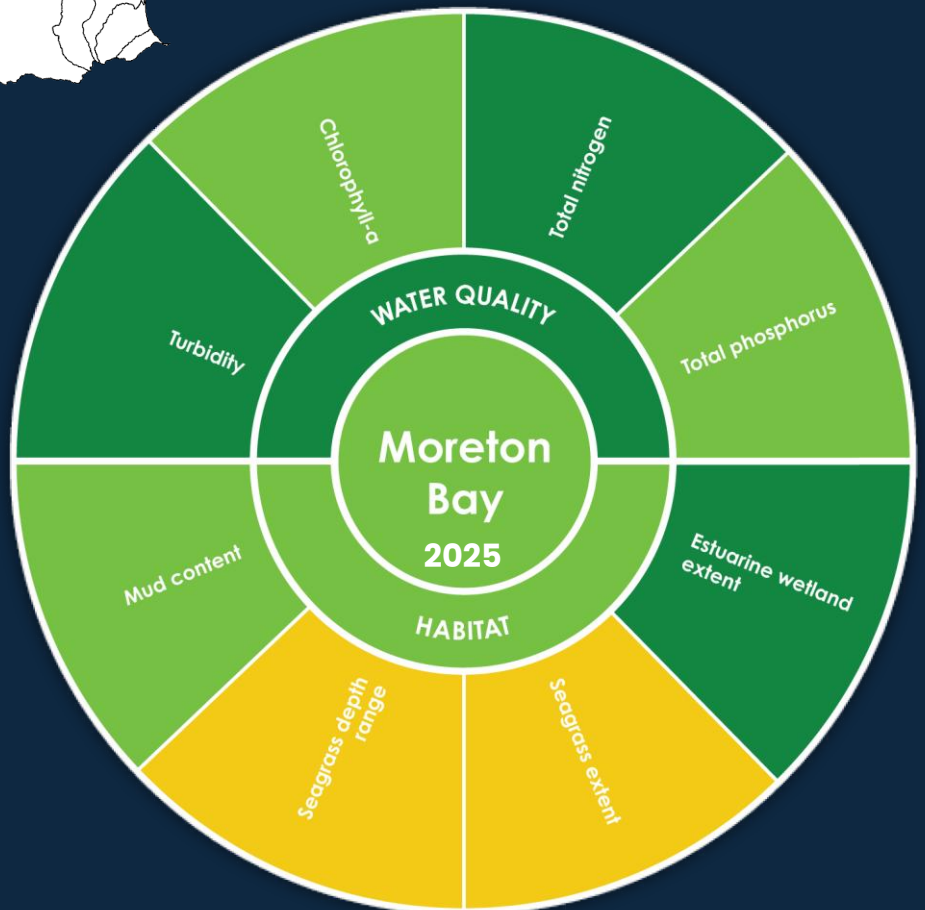 Chlorophyll-a
Total nitrogen
Turbidity
WATER QUALITY
Total phosphorus
Moreton
Bay
2025
Mud content
HABITAT
Estuarine wetland
extent
Seagrass depth
range
Seagrass extent